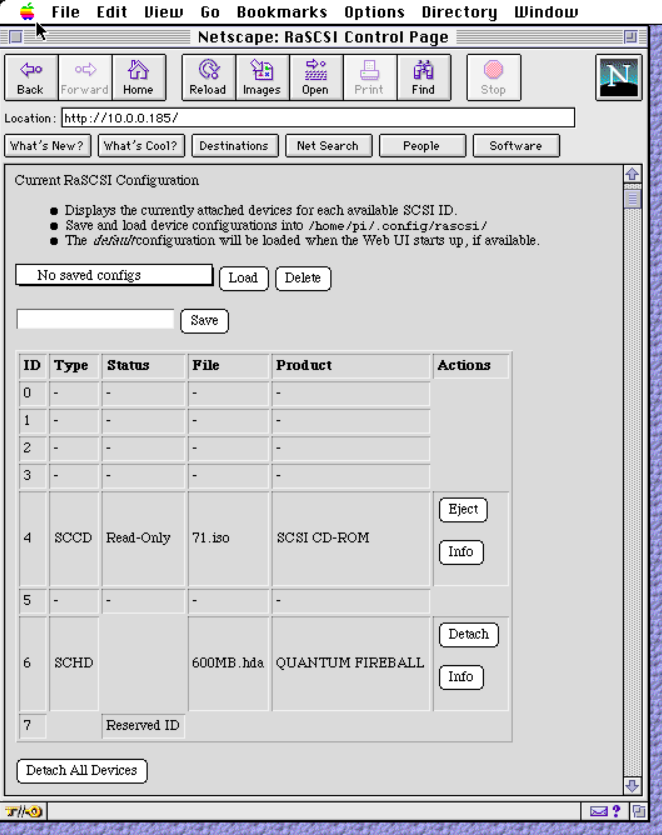 File Edit View Go Bookmarks Options Directory Window
Netscape: RaSCSI Control Page
Back Forward Home Reload Images Open Print Find Stop N
Location: http://10.0.0.185/
What's New? What's Cool? Destinations Net Search People Software
Current RaSCSI Configuration
Displays the currently attached devices for each available SCSI ID.
Save and load device configurations into /home/pi/.config/rascsi/
The default configuration will be loaded when the Web UI starts up, if available.
No saved configs Load Delete
Save
ID Type Status File Product Actions
0 - - - -
1 - - - -
2 - - - -
3 - - - -
Eject
4 SCCD Read-Only 71.iso SCSI CD-ROM
Info
5 - - - -
Detach
6 SCHD 600MB.hda QUANTUM FIREBALL
Info
7 Reserved ID
Detach All Devices
?